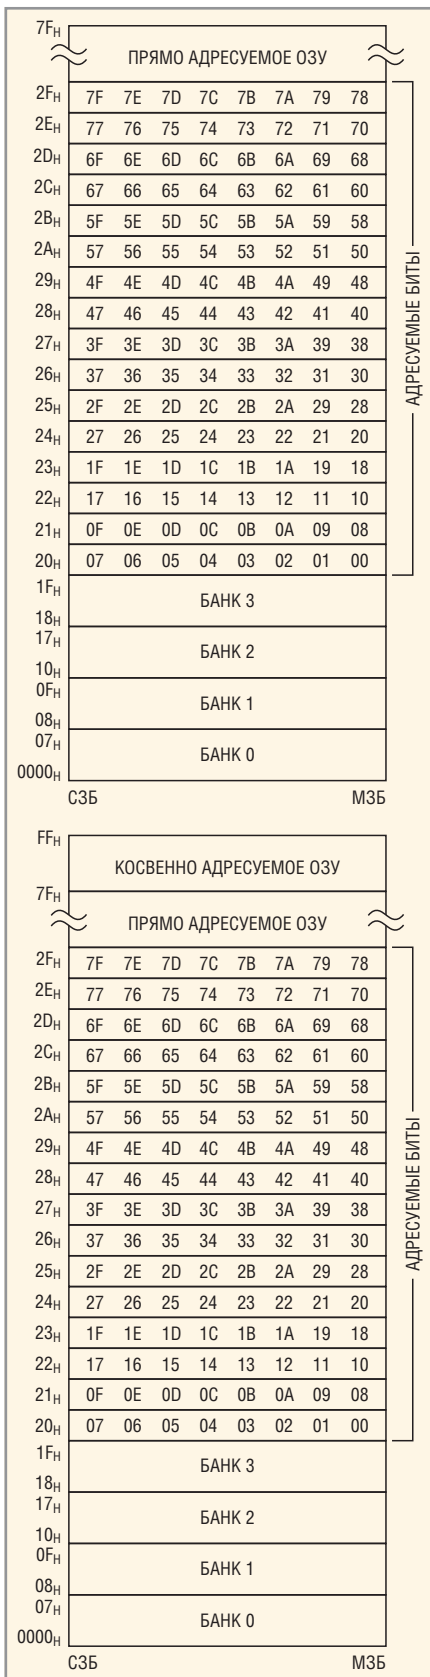 7FH
ПРЯМО АДРЕСУЕМОЕ ОЗУ
2FH 7F 7E 7D 7C 7B 7A 79 78
2EH 77 76 75 74 73 72 71 70
2DH 6F 6E 6D 6C 6B 6A 69 68
2CH 67 66 65 64 63 62 61 60
2BH 5F 5E 5D 5C 5B 5A 59 58
2AH 57 56 55 54 53 52 51 50
29H 4F 4E 4D 4C 4B 4A 49 48
28H 47 46 45 44 43 42 41 40
27H 3F 3E 3D 3C 3B 3A 39 38
26H 37 36 35 34 33 32 31 30
25H 2F 2E 2D 2C 2B 2A 29 28
24H 27 26 25 24 23 22 21 20
23H 1F 1E 1D 1C 1B 1A 19 18
22H 17 16 15 14 13 12 11 10
21H 0F 0E 0D 0C 0B 0A 09 08
20H 07 06 05 04 03 02 01 00
АДРЕСУЕМЫЕ БИТЫ
1FH
БАНК 3
18H
17H
БАНК 2
10H
0FH
БАНК 1
08H
07H
БАНК 0
0000H
СЗБ МЗБ
FFH
КОСВЕННО АДРЕСУЕМОЕ ОЗУ
7FH
ПРЯМО АДРЕСУЕМОЕ ОЗУ
2FH 7F 7E 7D 7C 7B 7A 79 78
2EH 77 76 75 74 73 72 71 70
2DH 6F 6E 6D 6C 6B 6A 69 68
2CH 67 66 65 64 63 62 61 60
2BH 5F 5E 5D 5C 5B 5A 59 58
2AH 57 56 55 54 53 52 51 50
29H 4F 4E 4D 4C 4B 4A 49 48
28H 47 46 45 44 43 42 41 40
27H 3F 3E 3D 3C 3B 3A 39 38
26H 37 36 35 34 33 32 31 30
25H 2F 2E 2D 2C 2B 2A 29 28
24H 27 26 25 24 23 22 21 20
23H 1F 1E 1D 1C 1B 1A 19 18
22H 17 16 15 14 13 12 11 10
21H 0F 0E 0D 0C 0B 0A 09 08
20H 07 06 05 04 03 02 01 00
АДРЕСУЕМЫЕ БИТЫ
1FH
БАНК 3
18H
17H
БАНК 2
10H
0FH
БАНК 1
08H
07H
БАНК 0
0000H
СЗБ МЗБ